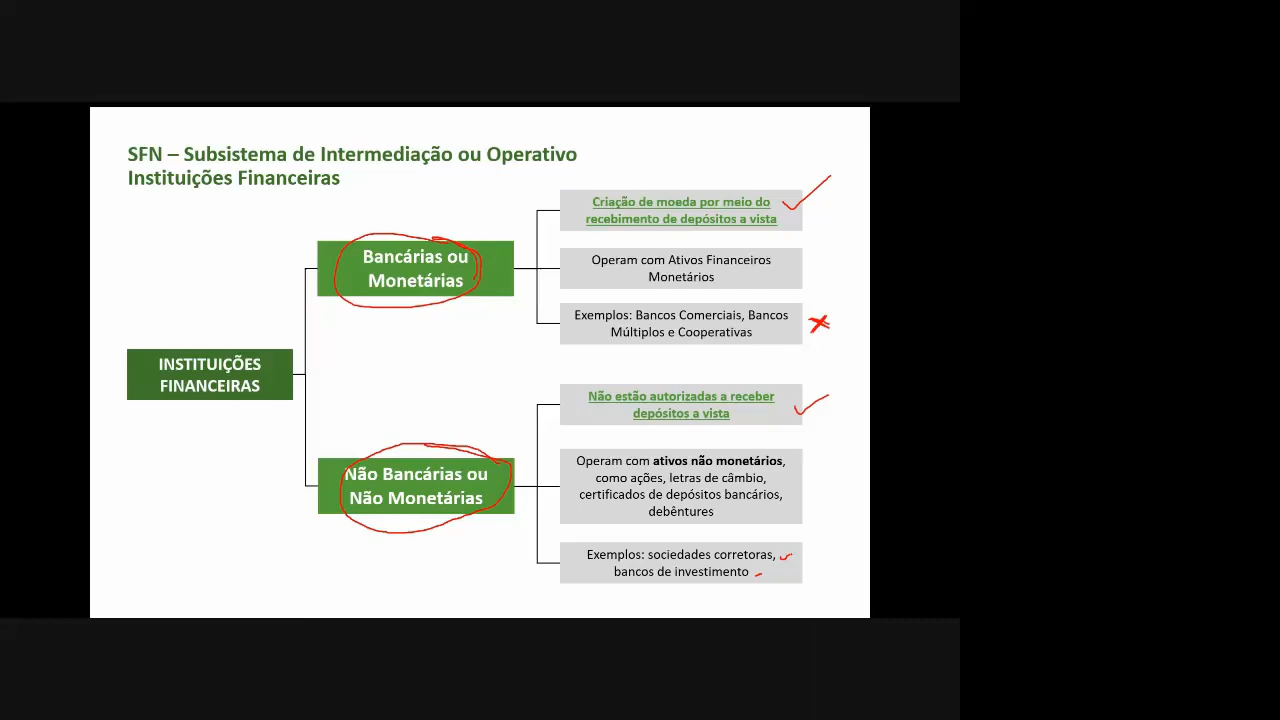 SFN – Subsistema de Intermediação ou Operativo
Instituições Financeiras
Criação de moeda por meio do
recebimento de depósitos a vista
Bancárias ou
Monetárias
Operam com Ativos Financeiros
Monetários
Exemplos: Bancos Comerciais, Bancos
Múltiplos e Cooperativas
INSTITUIÇÕES
FINANCEIRAS
Não estão autorizadas a receber
depósitos a vista
Não Bancárias ou
Não Monetárias
Operam com ativos não monetários,
como ações, letras de câmbio,
certificados de depósitos bancários,
debêntures
Exemplos: sociedades corretoras,
bancos de investimento